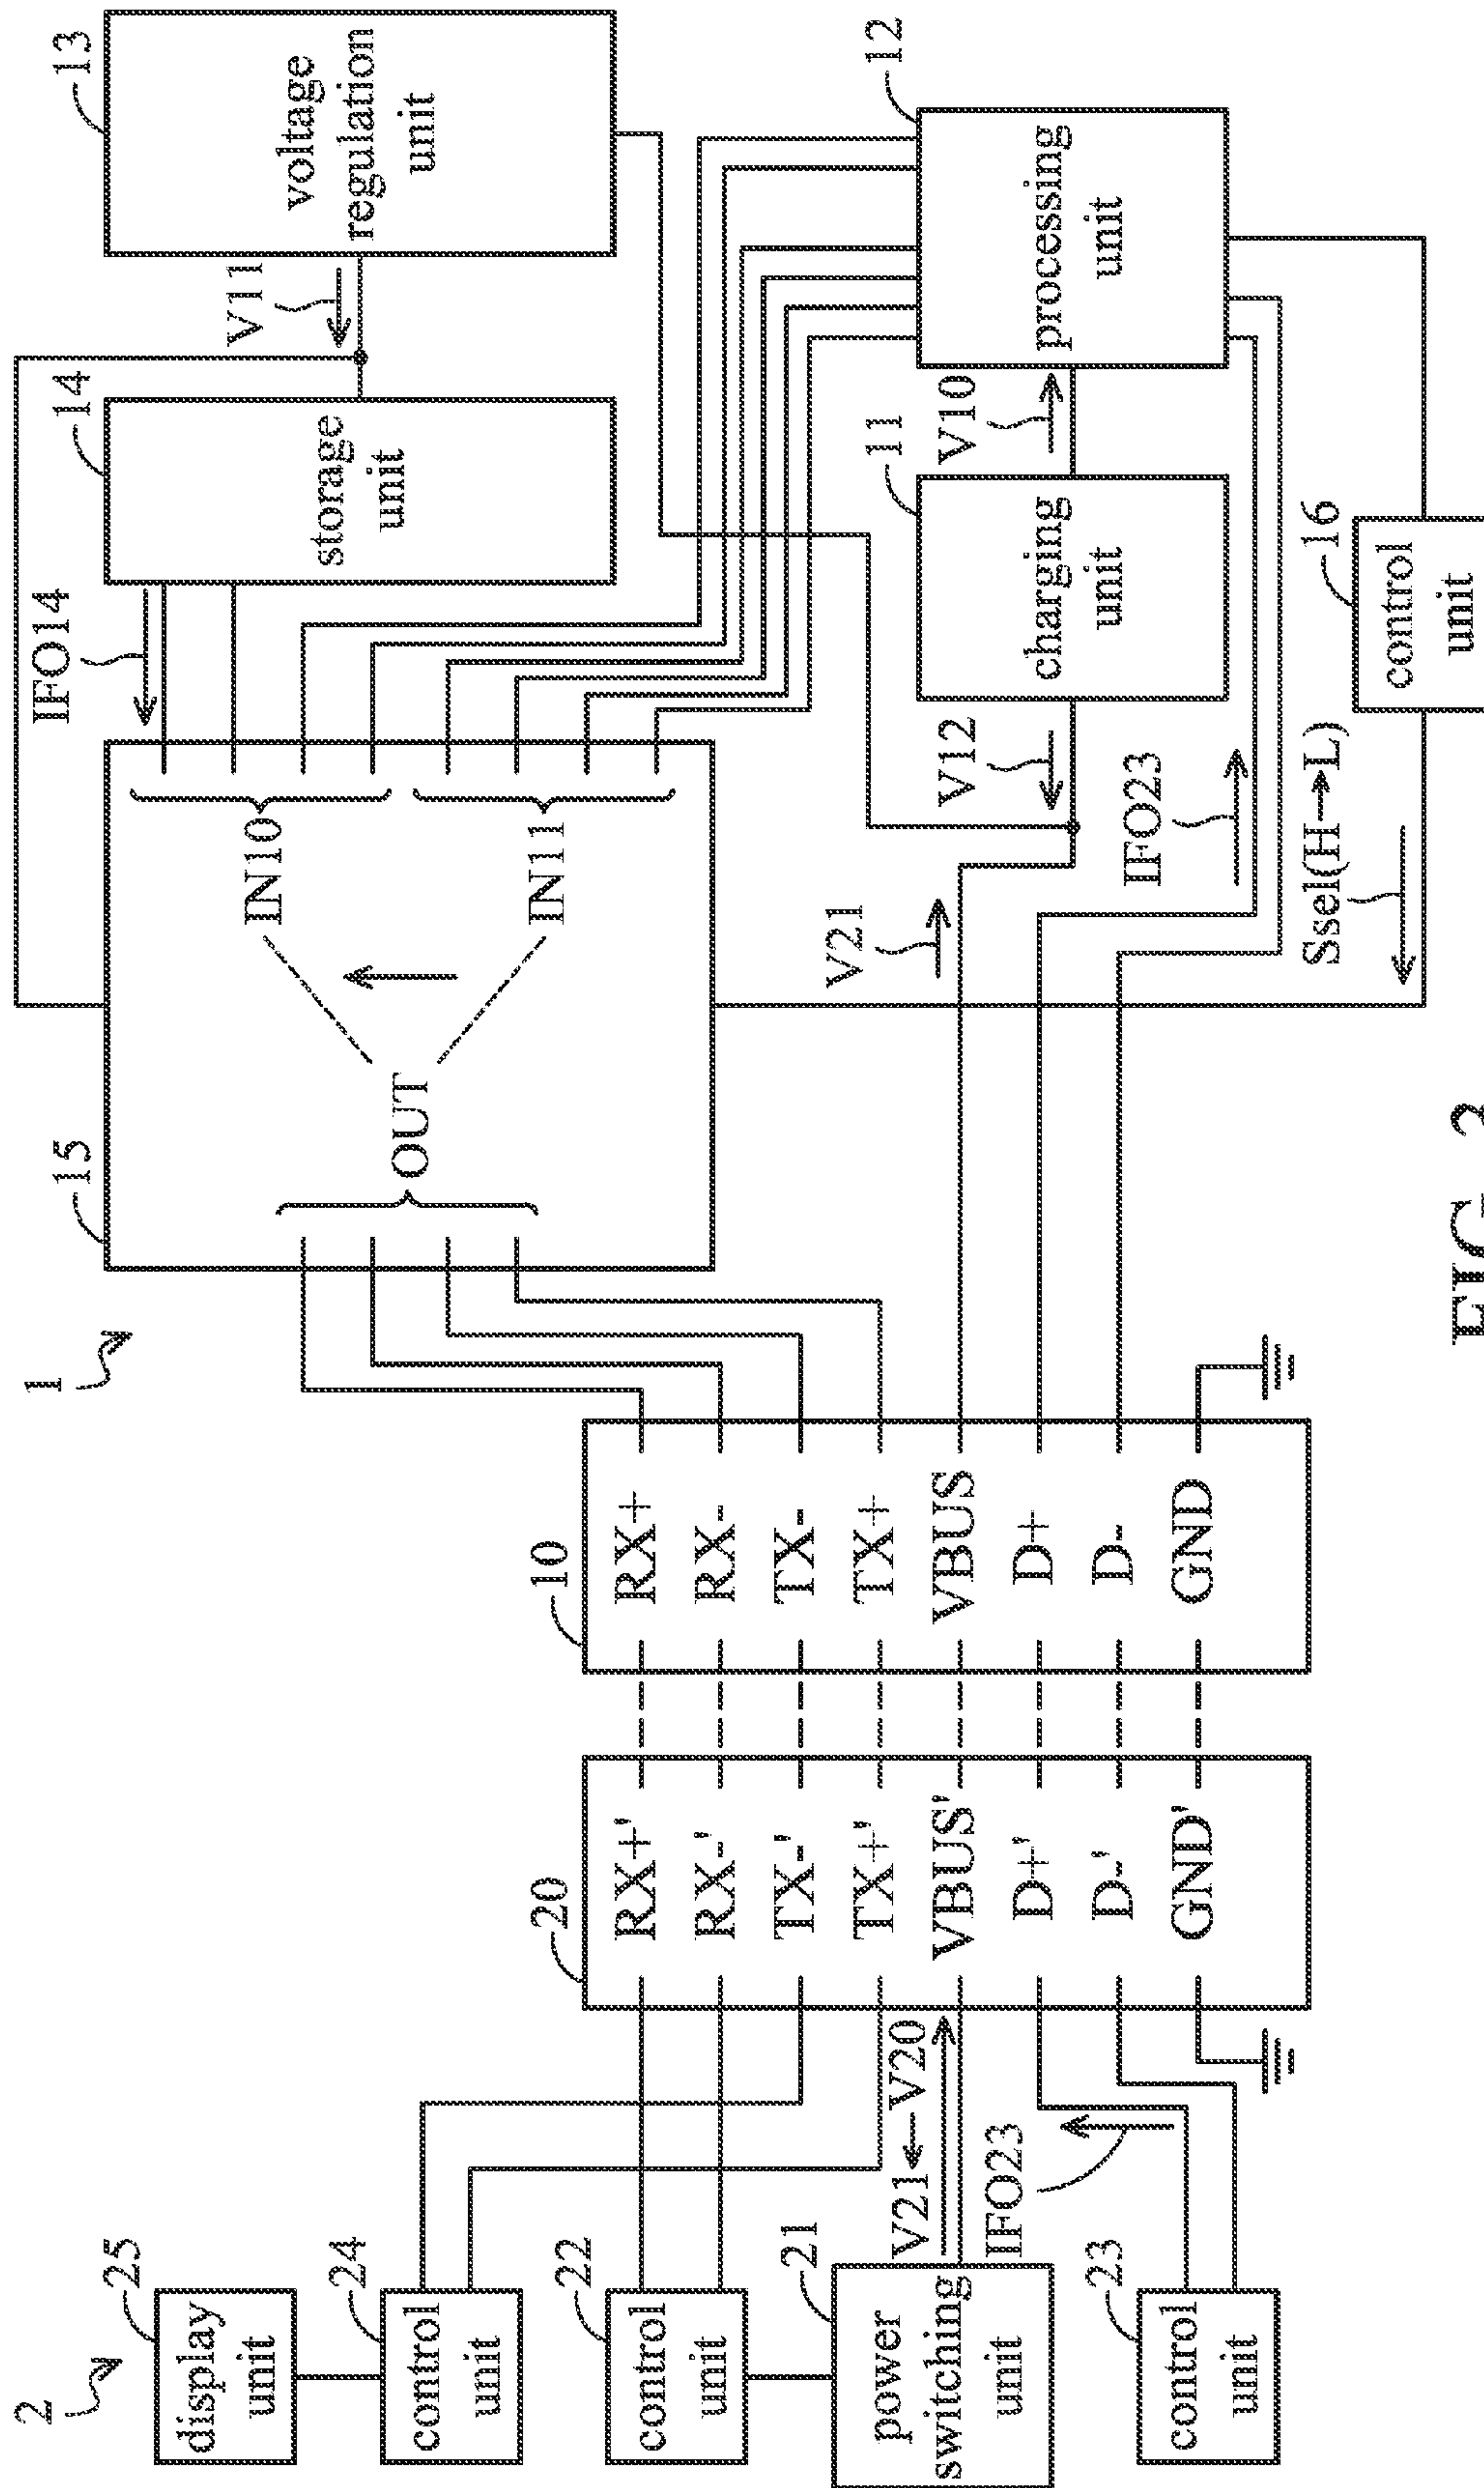 2
25
display
unit
24
control
unit
22
control
unit
21
power
switching
unit
23
control
unit
V21←V20
IFO23
20
RX+'
RX-'
TX-'
TX+'
VBUS'
D+'
D-'
GND'
10
RX+
RX-
TX-
TX+
VBUS
D+
D-
GND
1
15
OUT
IN10
IN11
IFO14
14
storage
unit
V11
13
voltage
regulation
unit
V21
V12
11
charging
unit
V10
12
processing
unit
IFO23
Ssel(H→L)
16
control
unit
FIG.